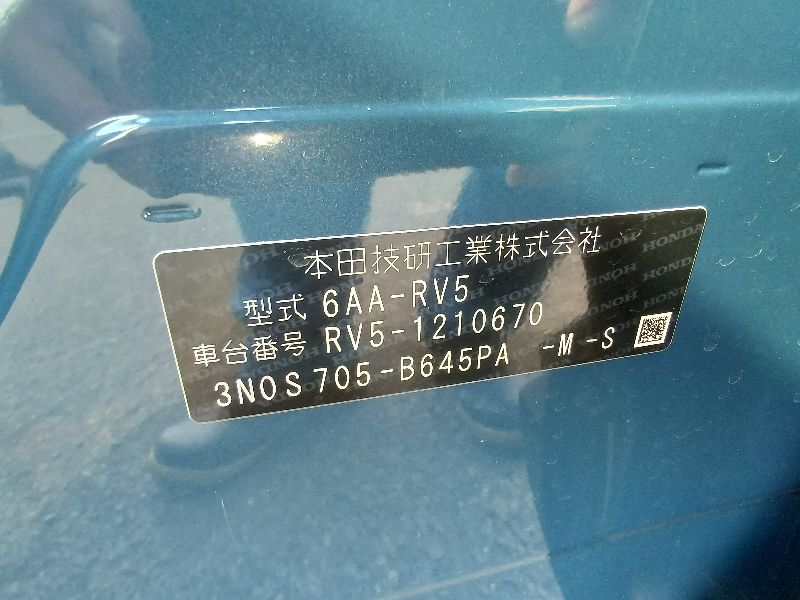 本田技研工業株式会社
型式 6AA-RV5
車台番号 RV5-1210670
3N0S705-B645PA -M -S